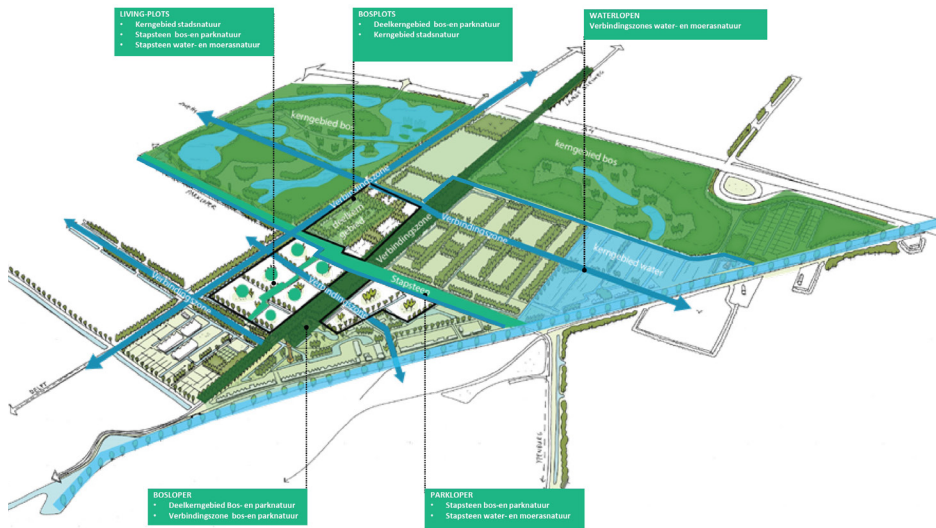 LIVING-PLOTS
• Kerngebied stadsnatuur
• Stapsteen bos-en parknatuur
• Stapsteen water- en moerasnatuur
BOSPLOTS
• Deelkerngebied bos-en parknatuur
• Kerngebied stadsnatuur
WATERLOPEN
Verbindingszones water- en moerasnatuur
kerngebied bos
kerngebied bos
Verbindingszone
Verbindingszone
Verbindingszone
kerngebied water
Verbindingszone
Verbindingszone
Stapsteen
DELFT
YPENBURG
BOSLOPER
• Deelkerngebied Bos- en parknatuur
• Verbindingszone bos-en parknatuur
PARKLOPER
• Stapsteen bos-en parknatuur
• Stapsteen water- en moerasnatuur